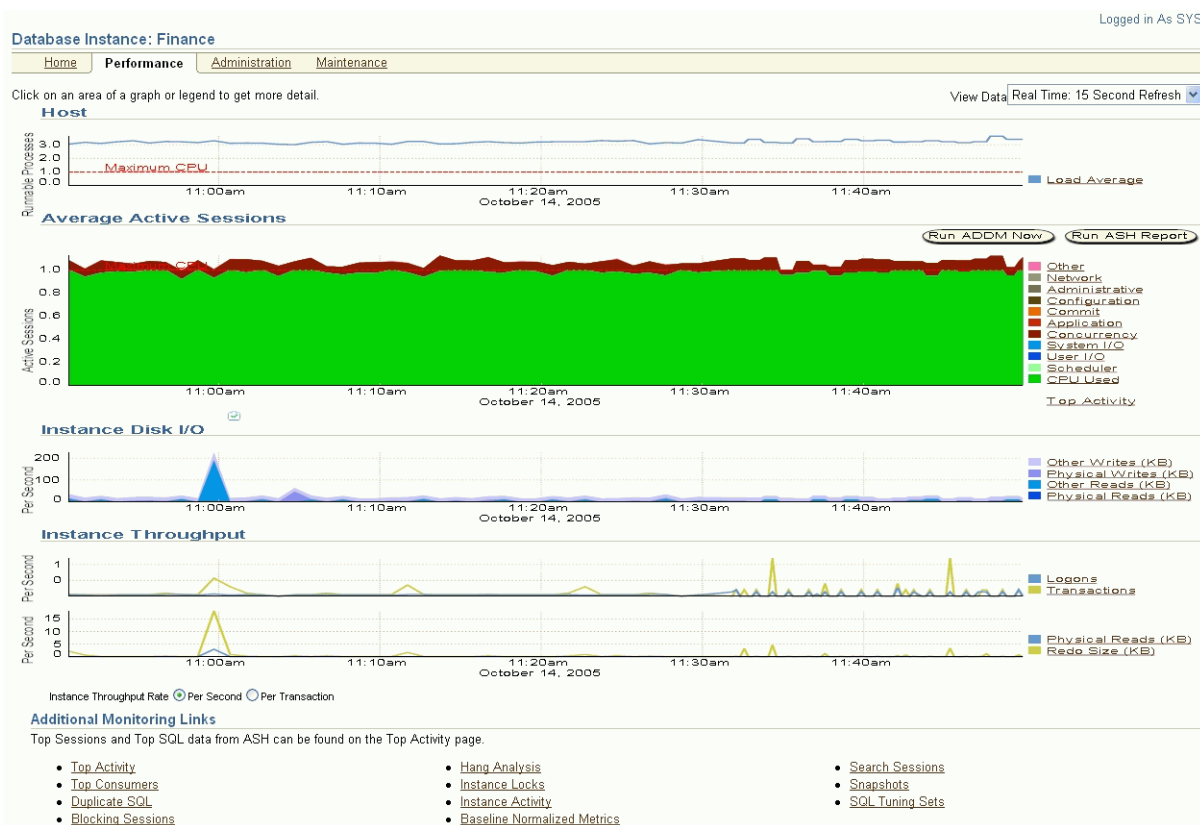 Logged in As SYS
Database Instance: Finance
Home Performance Administration Maintenance
Click on an area of a graph or legend to get more detail.
View Data Real Time: 15 Second Refresh
Host
Runnable Processes
3.0
2.0
1.0
0.0
Maximum CPU
11:00am 11:10am 11:20am 11:30am 11:40am
October 14, 2005
Load Average
Average Active Sessions
Run ADDM Now Run ASH Report
Active Sessions
1.0
0.8
0.6
0.4
0.2
0.0
Maximum CPU
11:00am 11:10am 11:20am 11:30am 11:40am
October 14, 2005
Other
Network
Administrative
Configuration
Commit
Application
Concurrency
System I/O
User I/O
Scheduler
CPU Used
Top Activity
Instance Disk I/O
Per Second
200
100
0
11:00am 11:10am 11:20am 11:30am 11:40am
October 14, 2005
Other Writes (KB)
Physical Writes (KB)
Other Reads (KB)
Physical Reads (KB)
Instance Throughput
Per Second
1
0
Logons
Transactions
Per Second
15
10
5
0
11:00am 11:10am 11:20am 11:30am 11:40am
October 14, 2005
Physical Reads (KB)
Redo Size (KB)
Instance Throughput Rate Per Second Per Transaction
Additional Monitoring Links
Top Sessions and Top SQL data from ASH can be found on the Top Activity page.
Top Activity
Top Consumers
Duplicate SQL
Blocking Sessions
Hang Analysis
Instance Locks
Instance Activity
Baseline Normalized Metrics
Search Sessions
Snapshots
SQL Tuning Sets